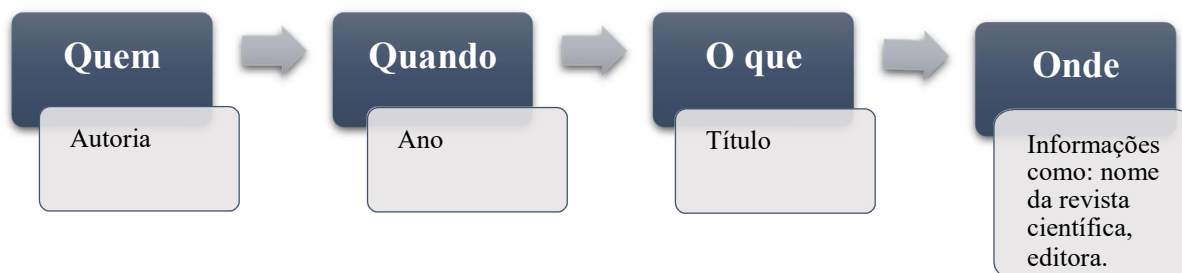 Quem
Autoria
Quando
Ano
O que
Título
Onde
Informações
como: nome
da revista
científica,
editora.